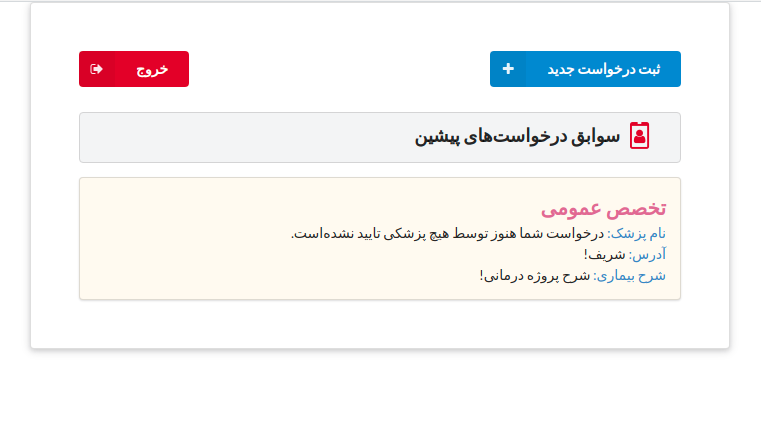 ثبت درخواست جدید
خروج
سوابق درخواست‌های پیشین
تخصص عمومی
نام پزشک: درخواست شما هنوز توسط هیچ پزشکی تایید نشده‌است.
آدرس: شریف!
شرح بیماری: شرح پروژه درمانی!